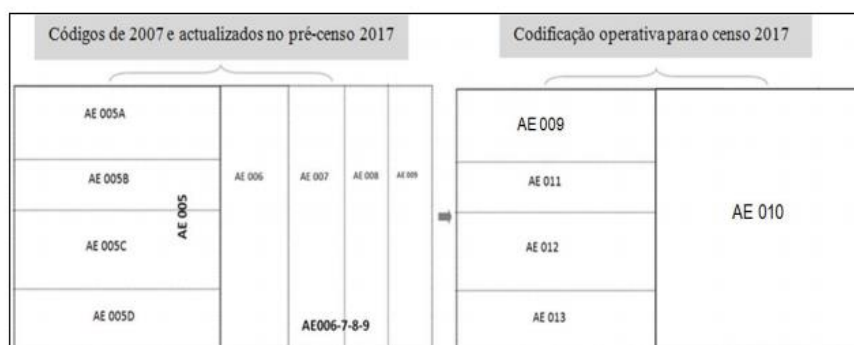 Códigos de 2007 e actualizados no pré-censo 2017
Codificação operativa para o censo 2017
AE 005A
AE 005B
AE 005
AE 005C
AE 005D
AE 006
AE 007
AE 008
AE 009
AE006-7-8-9
AE 009
AE 011
AE 012
AE 013
AE 010